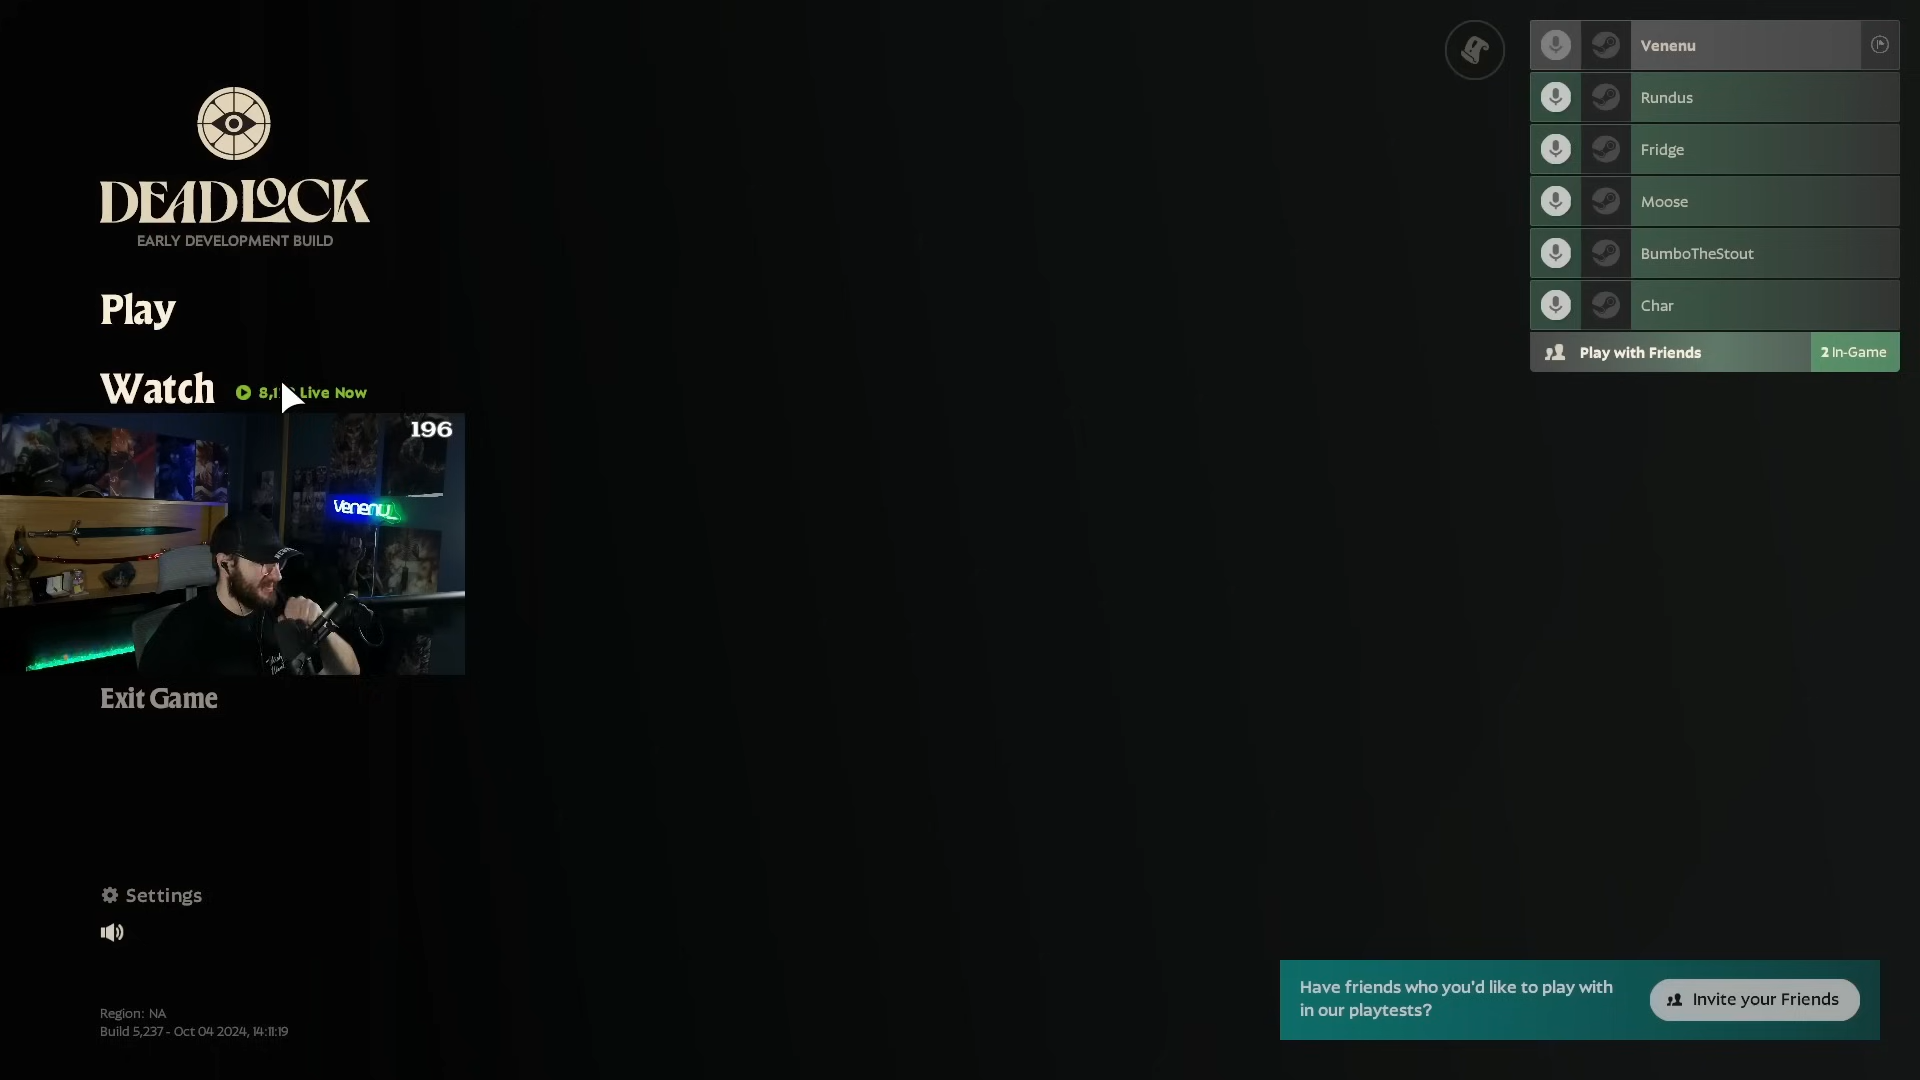 DEADLOCK
EARLY DEVELOPMENT BUILD
Play
Watch
Live Now
196
Venenu
Exit Game
Settings
Region: NA
Build 5,237 - Oct 04 2024, 14:11:19
Venenu
Rundus
Fridge
Moose
BumboTheStout
Char
Play with Friends
2 In-Game
Have friends who you'd like to play with
in our playtests?
Invite your Friends